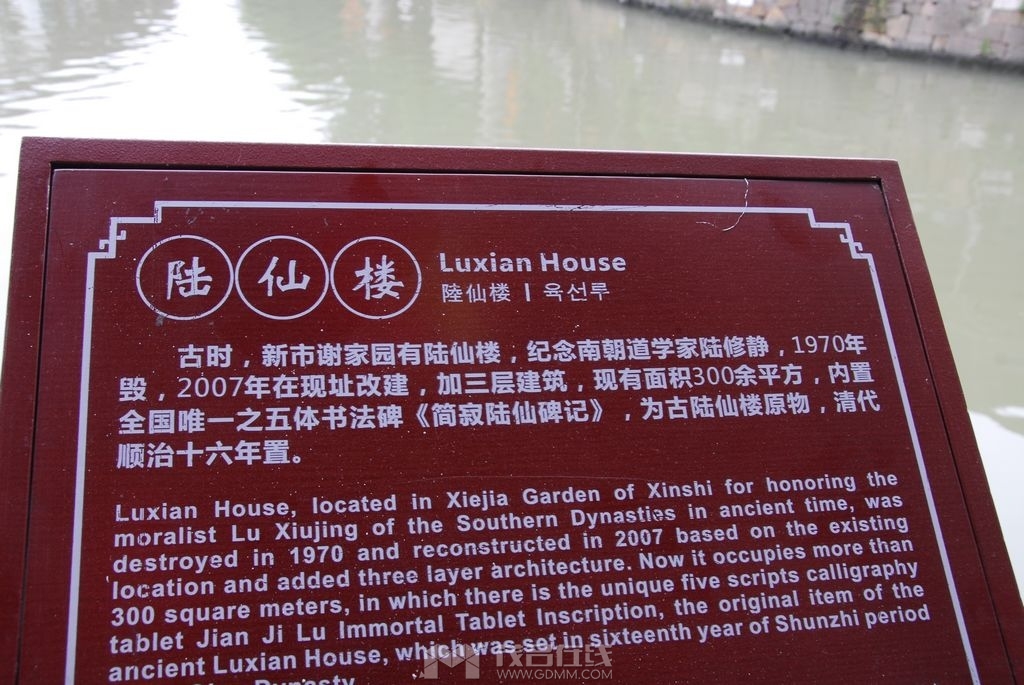 陆仙楼
Luxian House
陸仙楼 | 육선루
古时，新市谢家园有陆仙楼，纪念南朝道学家陆修静，1970年
毁，2007年在现址改建，加三层建筑，现有面积300余平方，内置
全国唯一之五体书法碑《简寂陆仙碑记》，为古陆仙楼原物，清代
顺治十六年置。
Luxian House, located in Xiejia Garden of Xinshi for honoring the
moralist Lu Xiujing of the Southern Dynasties in ancient time, was
destroyed in 1970 and reconstructed in 2007 based on the existing
location and added three layer architecture. Now it occupies more than
300 square meters, in which there is the unique five scripts calligraphy
tablet Jian Ji Lu Immortal Tablet Inscription, the original item of the
ancient Luxian House, which was set in sixteenth year of Shunzhi period
Dynasty
WWW.GDMM.COM